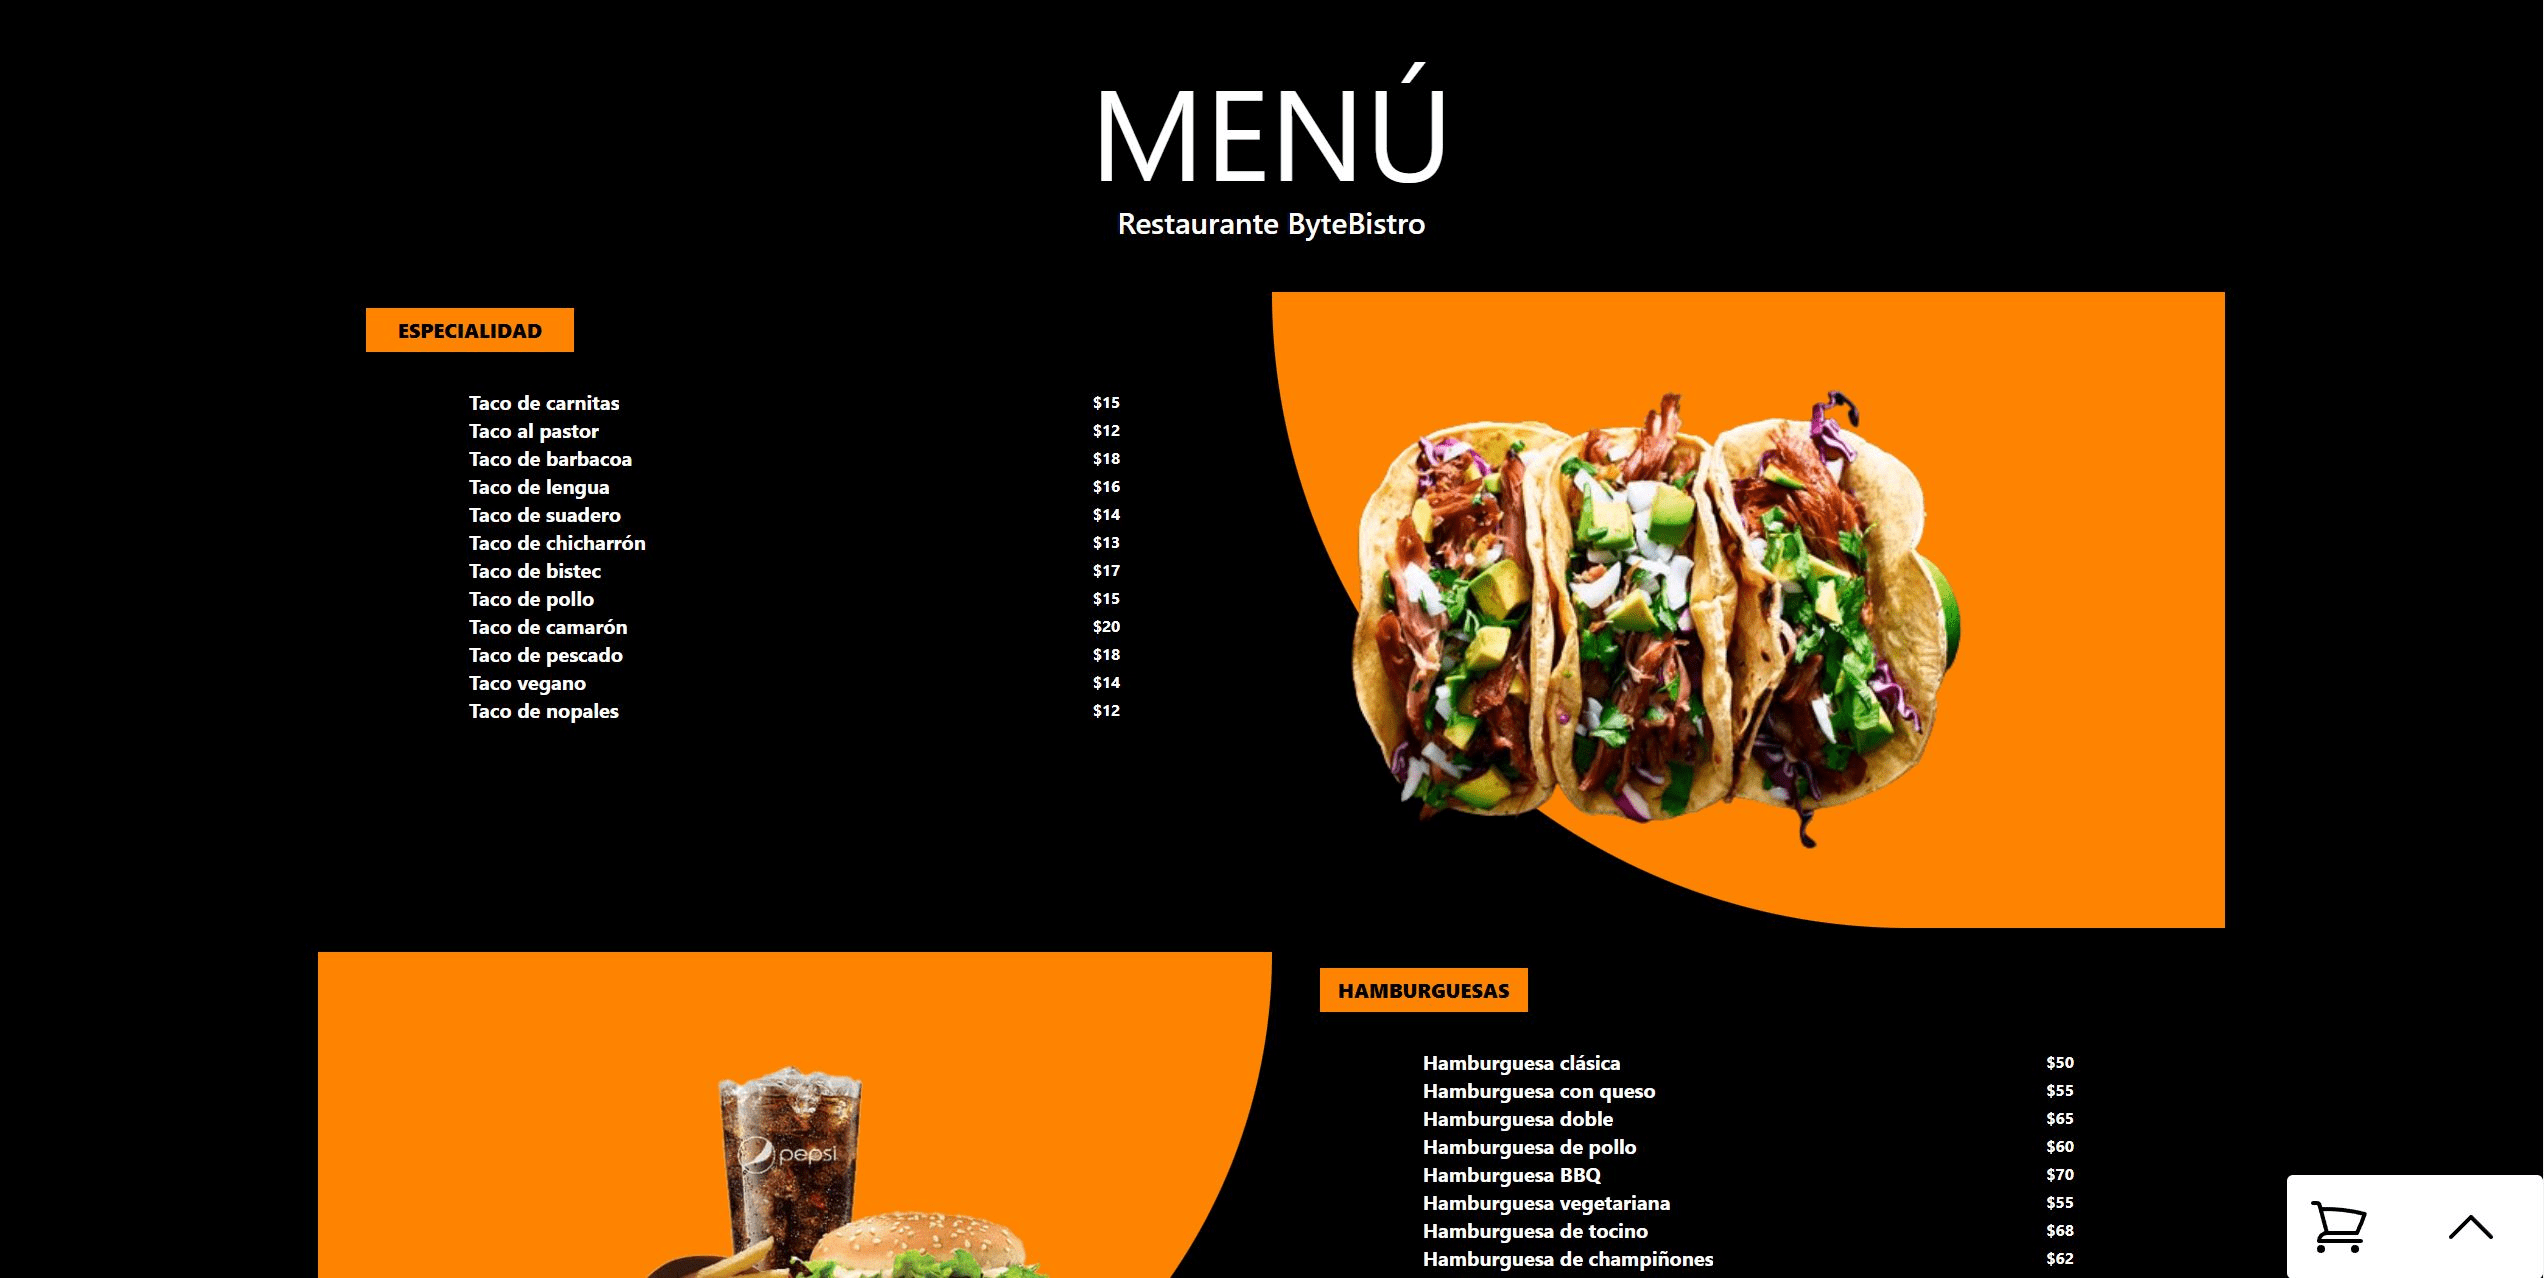 MENÚ
Restaurante ByteBistro
ESPECIALIDAD
Taco de carnitas $15
Taco al pastor $12
Taco de barbacoa $18
Taco de lengua $16
Taco de suadero $14
Taco de chicharrón $13
Taco de bistec $17
Taco de pollo $15
Taco de camarón $20
Taco de pescado $18
Taco vegano $14
Taco de nopales $12
pepsi
HAMBURGUESAS
Hamburguesa clásica $50
Hamburguesa con queso $55
Hamburguesa doble $65
Hamburguesa de pollo $60
Hamburguesa BBQ $70
Hamburguesa vegetariana $55
Hamburguesa de tocino $68
Hamburguesa de champiñones $62